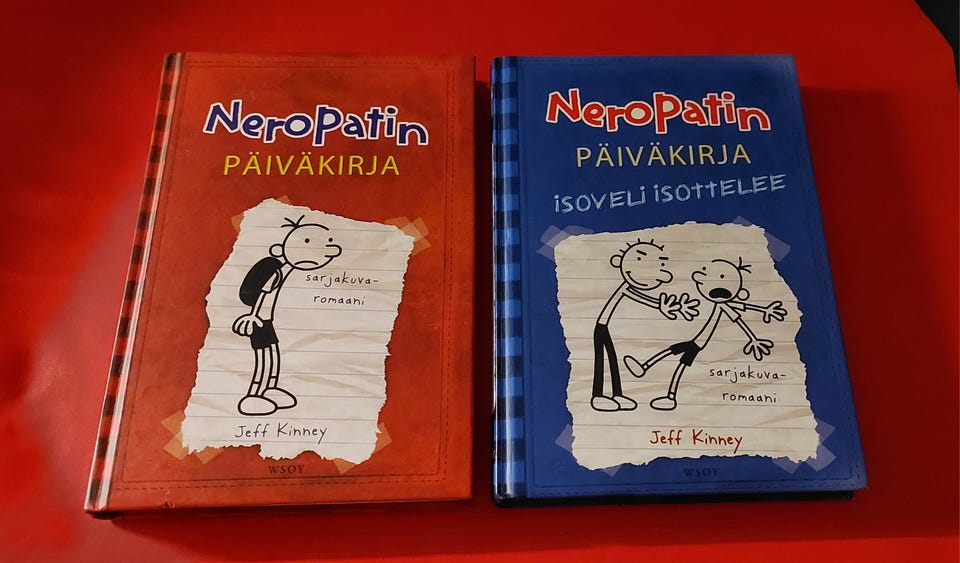 NeroPatin
PÄIVÄKIRJA
sarjakuva-
romaani
Jeff Kinney
WSOY
NeroPatin
PÄIVÄKIRJA
iSOVELi iSOTTELEE
sarjakuva-
romaani
Jeff Kinney
WSOY